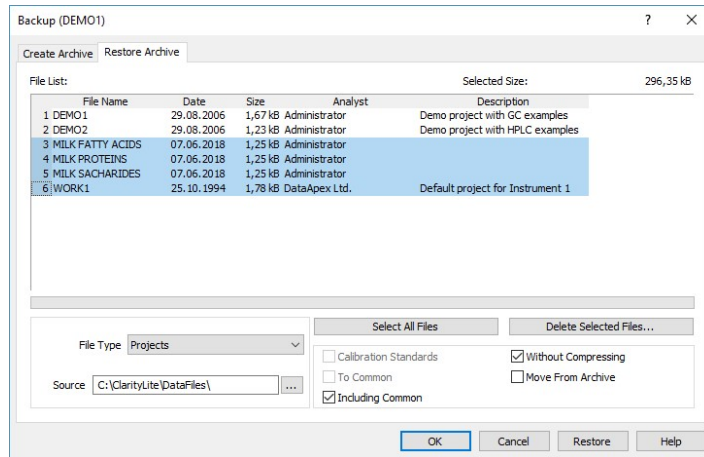 Backup (DEMO1) ? ×
Create Archive Restore Archive
File List: Selected Size: 296,35 kB
File Name Date Size Analyst Description
1 DEMO1 29.08.2006 1,67 kB Administrator Demo project with GC examples
2 DEMO2 29.08.2006 1,23 kB Administrator Demo project with HPLC examples
3 MILK FATTY ACIDS 07.06.2018 1,25 kB Administrator
4 MILK PROTEINS 07.06.2018 1,25 kB Administrator
5 MILK SACHARIDES 07.06.2018 1,25 kB Administrator
6 WORK1 25.10.1994 1,78 kB DataApex Ltd. Default project for Instrument 1
Select All Files Delete Selected Files...
File Type Projects
Calibration Standards Without Compressing
To Common Move From Archive
Source C:\ClarityLite\DataFiles\ ...
Including Common
OK Cancel Restore Help